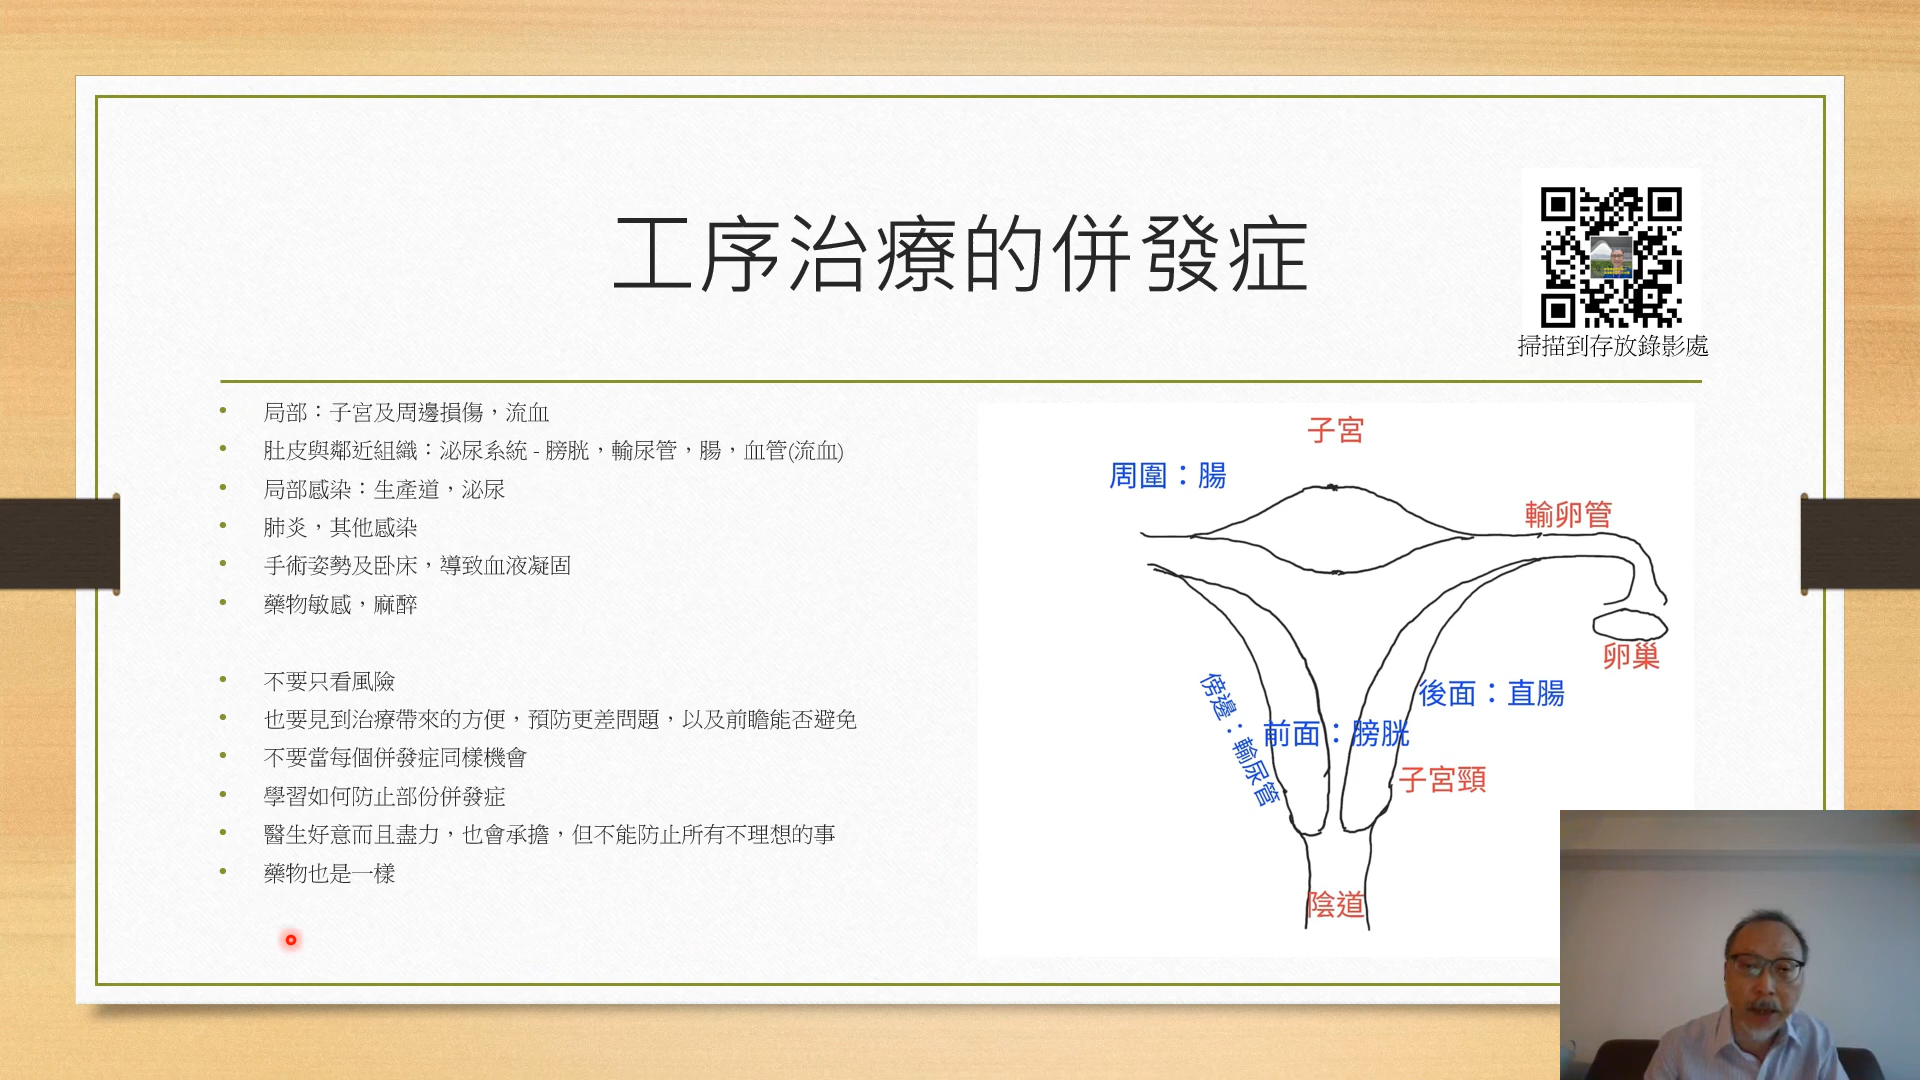 工序治療的併發症
掃描到存放錄影處
• 局部：子宮及周邊損傷，流血
• 肚皮與鄰近組織：泌尿系統 - 膀胱，輸尿管，腸，血管(流血)
• 局部感染：生產道，泌尿
• 肺炎，其他感染
• 手術姿勢及卧床，導致血液凝固
• 藥物敏感，麻醉
• 不要只看風險
• 也要見到治療帶來的方便，預防更差問題，以及前瞻能否避免
• 不要當每個併發症同樣機會
• 學習如何防止部份併發症
• 醫生好意而且盡力，也會承擔，但不能防止所有不理想的事
• 藥物也是一樣
子宮
周圍：腸
輸卵管
卵巢
後面：直腸
傍邊：輸尿管
前面：膀胱
子宮頸
陰道